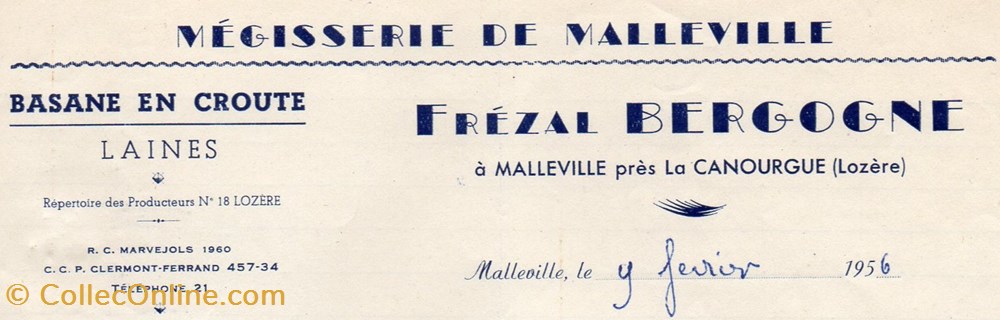 MÉGISSERIE DE MALLEVILLE
BASANE EN CROUTE
LAINES
Répertoire des Producteurs N° 18 LOZÈRE
R. C. MARVEJOLS 1960
C. C. P. CLERMONT-FERRAND 457-34
TÉLÉPHONE 21
FRÉZAL BERGOGNE
à MALLEVILLE près La CANOURGUE (Lozère)
Malleville, le 9 fevrier 1956
© CollecOnline.com